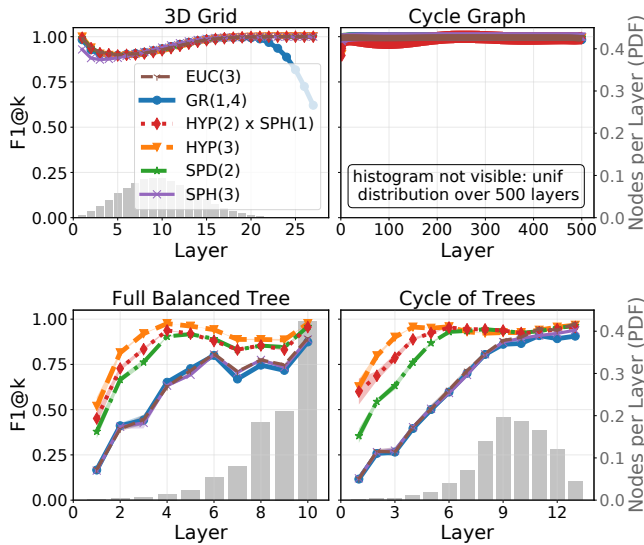 3D Grid
Cycle Graph
1.00
0.75
0.50
0.25
0.00
F1@k
EUC(3)
GR(1,4)
HYP(2) x SPH(1)
HYP(3)
SPD(2)
SPH(3)
0 5 10 15 20 25
Layer
histogram not visible: unif
distribution over 500 layers
0 100 200 300 400 500
Layer
0.4
0.3
0.2
0.1
0.0
Nodes per Layer (PDF)
Full Balanced Tree
Cycle of Trees
1.00
0.75
0.50
0.25
0.00
F1@k
0 2 4 6 8 10
Layer
0 3 6 9 12
Layer
0.4
0.3
0.2
0.1
0.0
Nodes per Layer (PDF)